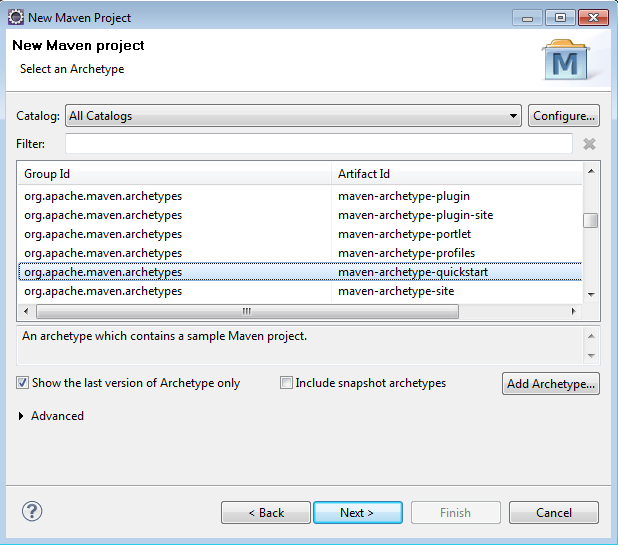 New Maven Project
New Maven project
Select an Archetype
M
Catalog: All Catalogs Configure...
Filter:
Group Id Artifact Id
org.apache.maven.archetypes maven-archetype-plugin
org.apache.maven.archetypes maven-archetype-plugin-site
org.apache.maven.archetypes maven-archetype-portlet
org.apache.maven.archetypes maven-archetype-profiles
org.apache.maven.archetypes maven-archetype-quickstart
org.apache.maven.archetypes maven-archetype-site
An archetype which contains a sample Maven project.
Show the last version of Archetype only Include snapshot archetypes Add Archetype...
Advanced
? < Back Next > Finish Cancel